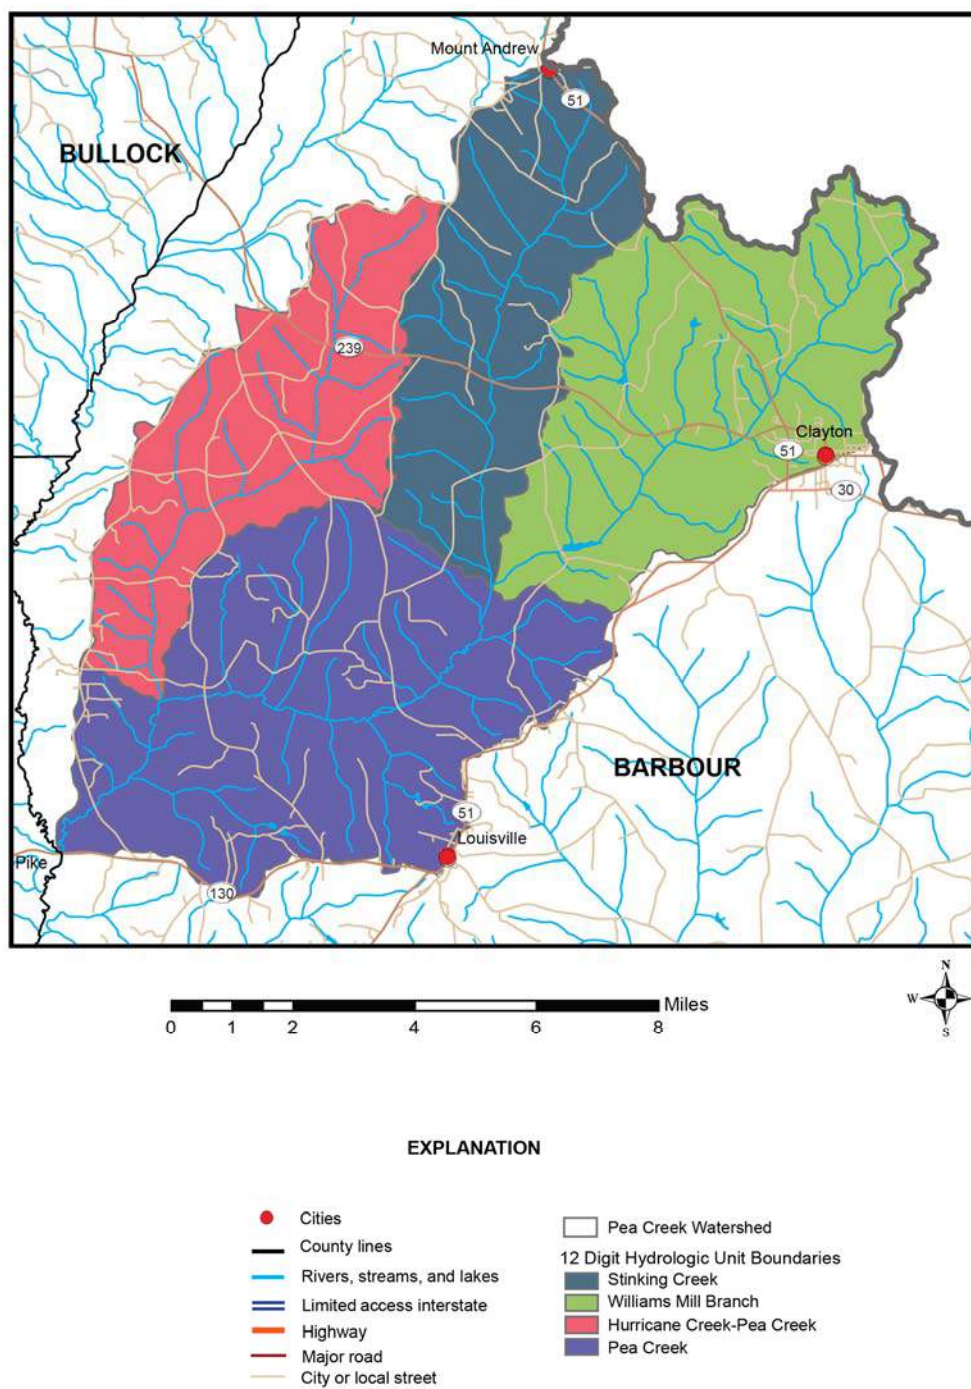 Mount Andrew
51
BULLOCK
239
Clayton
51
30
BARBOUR
51
Louisville
Pike
130
N
W
S
Miles
0 1 2 4 6 8
EXPLANATION
Cities
County lines
Rivers, streams, and lakes
Limited access interstate
Highway
Major road
City or local street
Pea Creek Watershed
12 Digit Hydrologic Unit Boundaries
Stinking Creek
Williams Mill Branch
Hurricane Creek-Pea Creek
Pea Creek